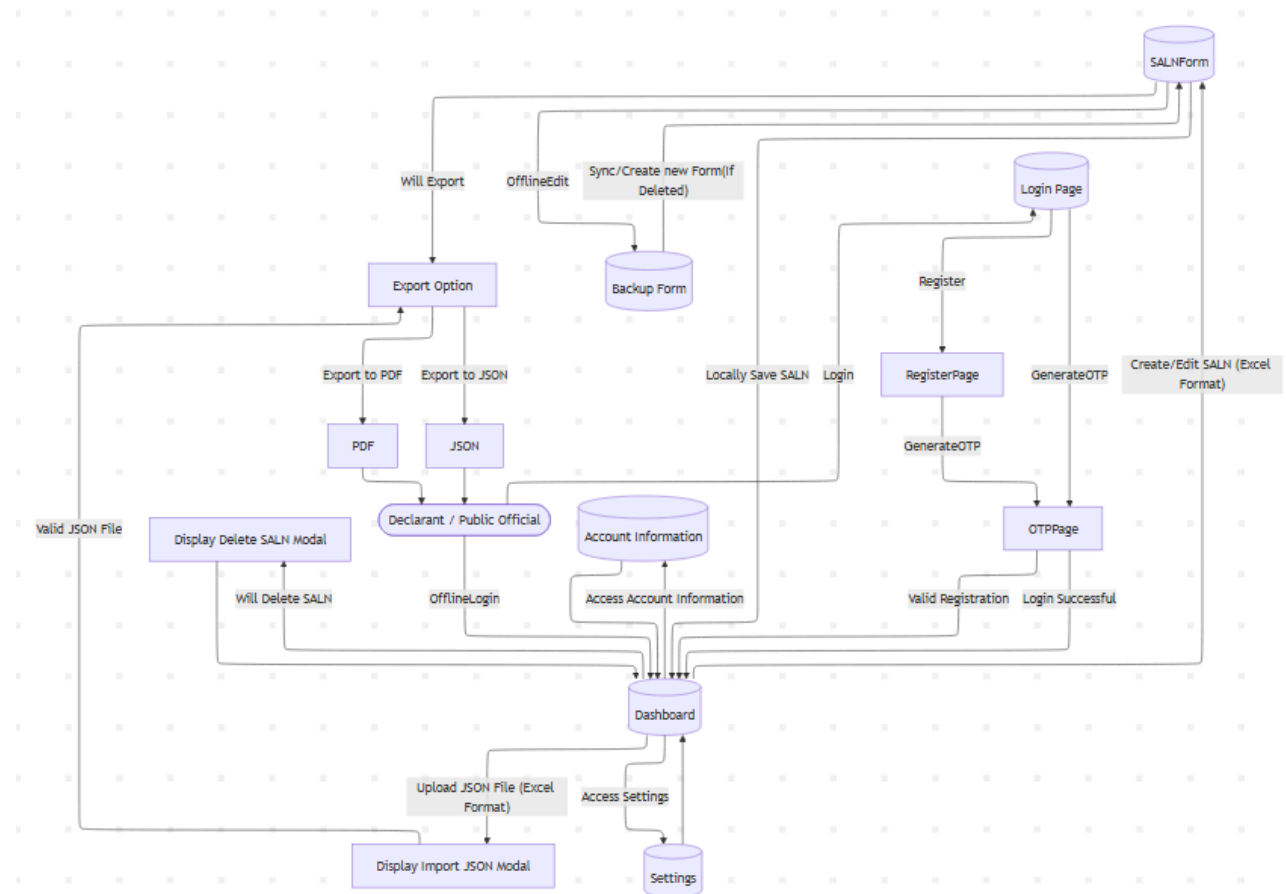 SALNForm
Will Export
OfflineEdit
Sync/Create new Form(If
Deleted)
Login Page
Export Option
Backup Form
Register
Export to PDF
Export to JSON
Locally Save SALN
Login
RegisterPage
GenerateOTP
Create/Edit SALN (Excel
Format)
PDF
JSON
GenerateOTP
Declarant / Public Official
Valid JSON File
Display Delete SALN Modal
Account Information
OTPPage
Will Delete SALN
OfflineLogin
Access Account Information
Valid Registration
Login Successful
Dashboard
Upload JSON File (Excel
Format)
Access Settings
Display Import JSON Modal
Settings